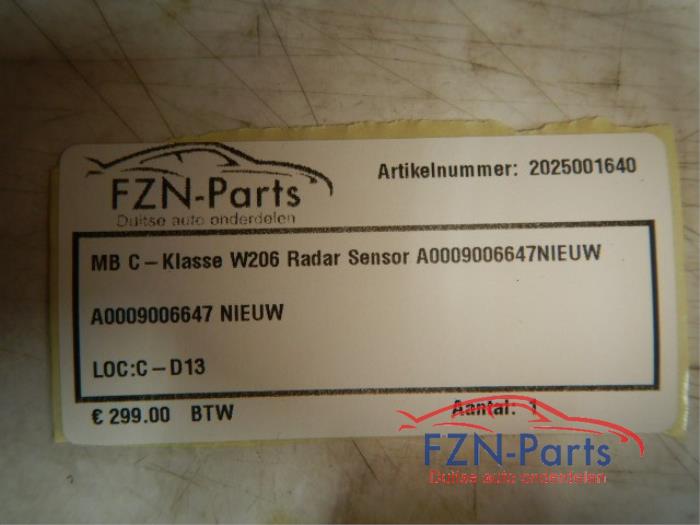 FZN-Parts
Duitse auto onderdelen
Artikelnummer: 2025001640
MB C-Klasse W206 Radar Sensor A0009006647NIEUW
A0009006647 NIEUW
LOC:C-D13
€ 299.00 BTW
Aantal: 1
FZN-Parts
Duitse auto onderdelen